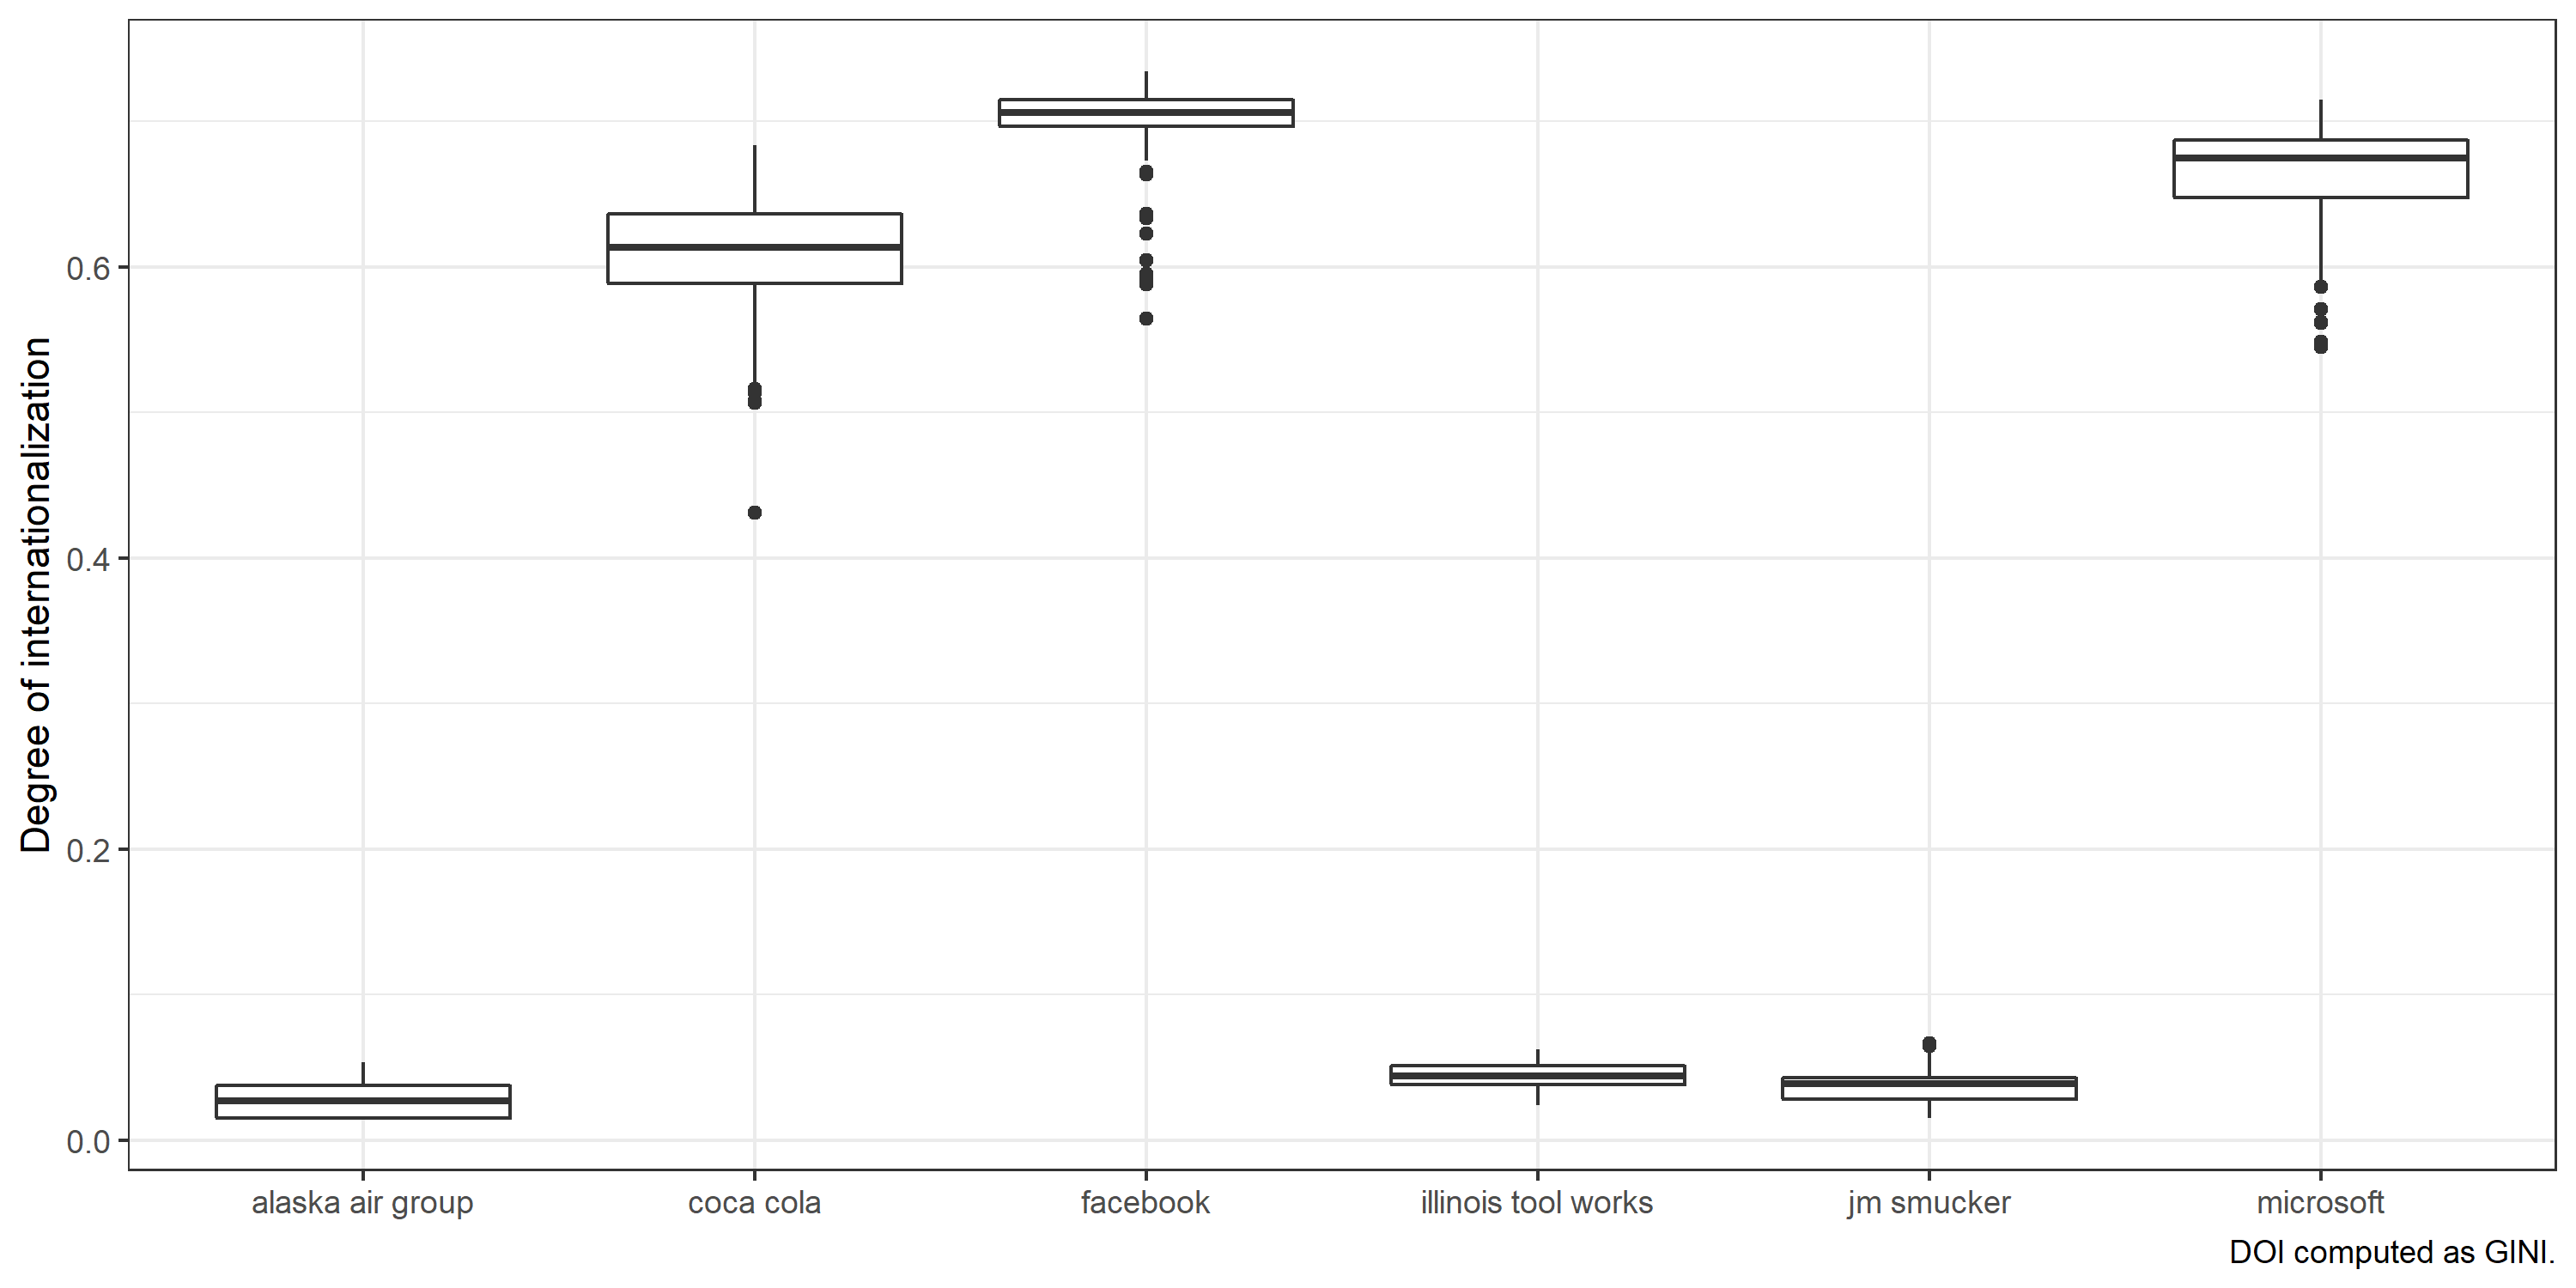 Degree of internationalization
0.6
0.4
0.2
0.0
alaska air group
coca cola
facebook
illinois tool works
jm smucker
microsoft
DOI computed as GINI.